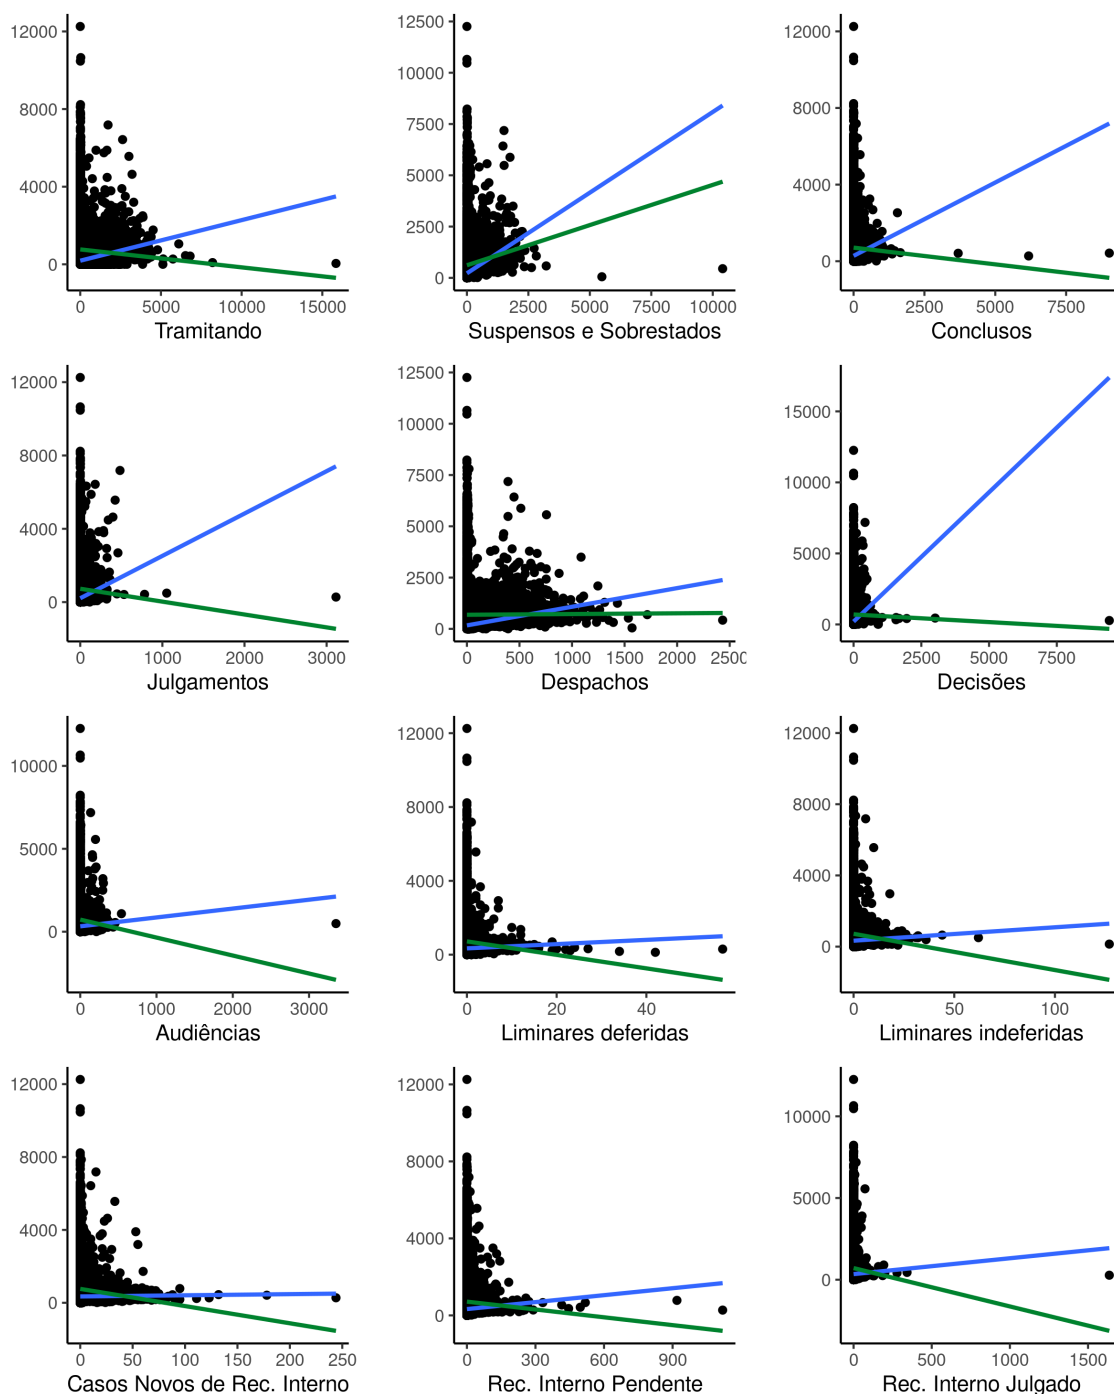 12000
8000
4000
0
0 5000 10000 15000
Tramitando
12500
10000
7500
5000
2500
0
0 2500 5000 7500 10000
Suspensos e Sobrestados
12000
8000
4000
0
0 2500 5000 7500
Conclusos
12000
8000
4000
0
0 1000 2000 3000
Julgamentos
12500
10000
7500
5000
2500
0
0 500 1000 1500 2000 2500
Despachos
15000
10000
5000
0
0 2500 5000 7500
Decisões
10000
5000
0
0 1000 2000 3000
Audiências
12000
8000
4000
0
0 20 40
Liminares deferidas
12000
8000
4000
0
0 50 100
Liminares indeferidas
12000
8000
4000
0
0 50 100 150 200 250
Casos Novos de Rec. Interno
12000
8000
4000
0
0 300 600 900
Rec. Interno Pendente
10000
5000
0
0 500 1000 1500
Rec. Interno Julgado